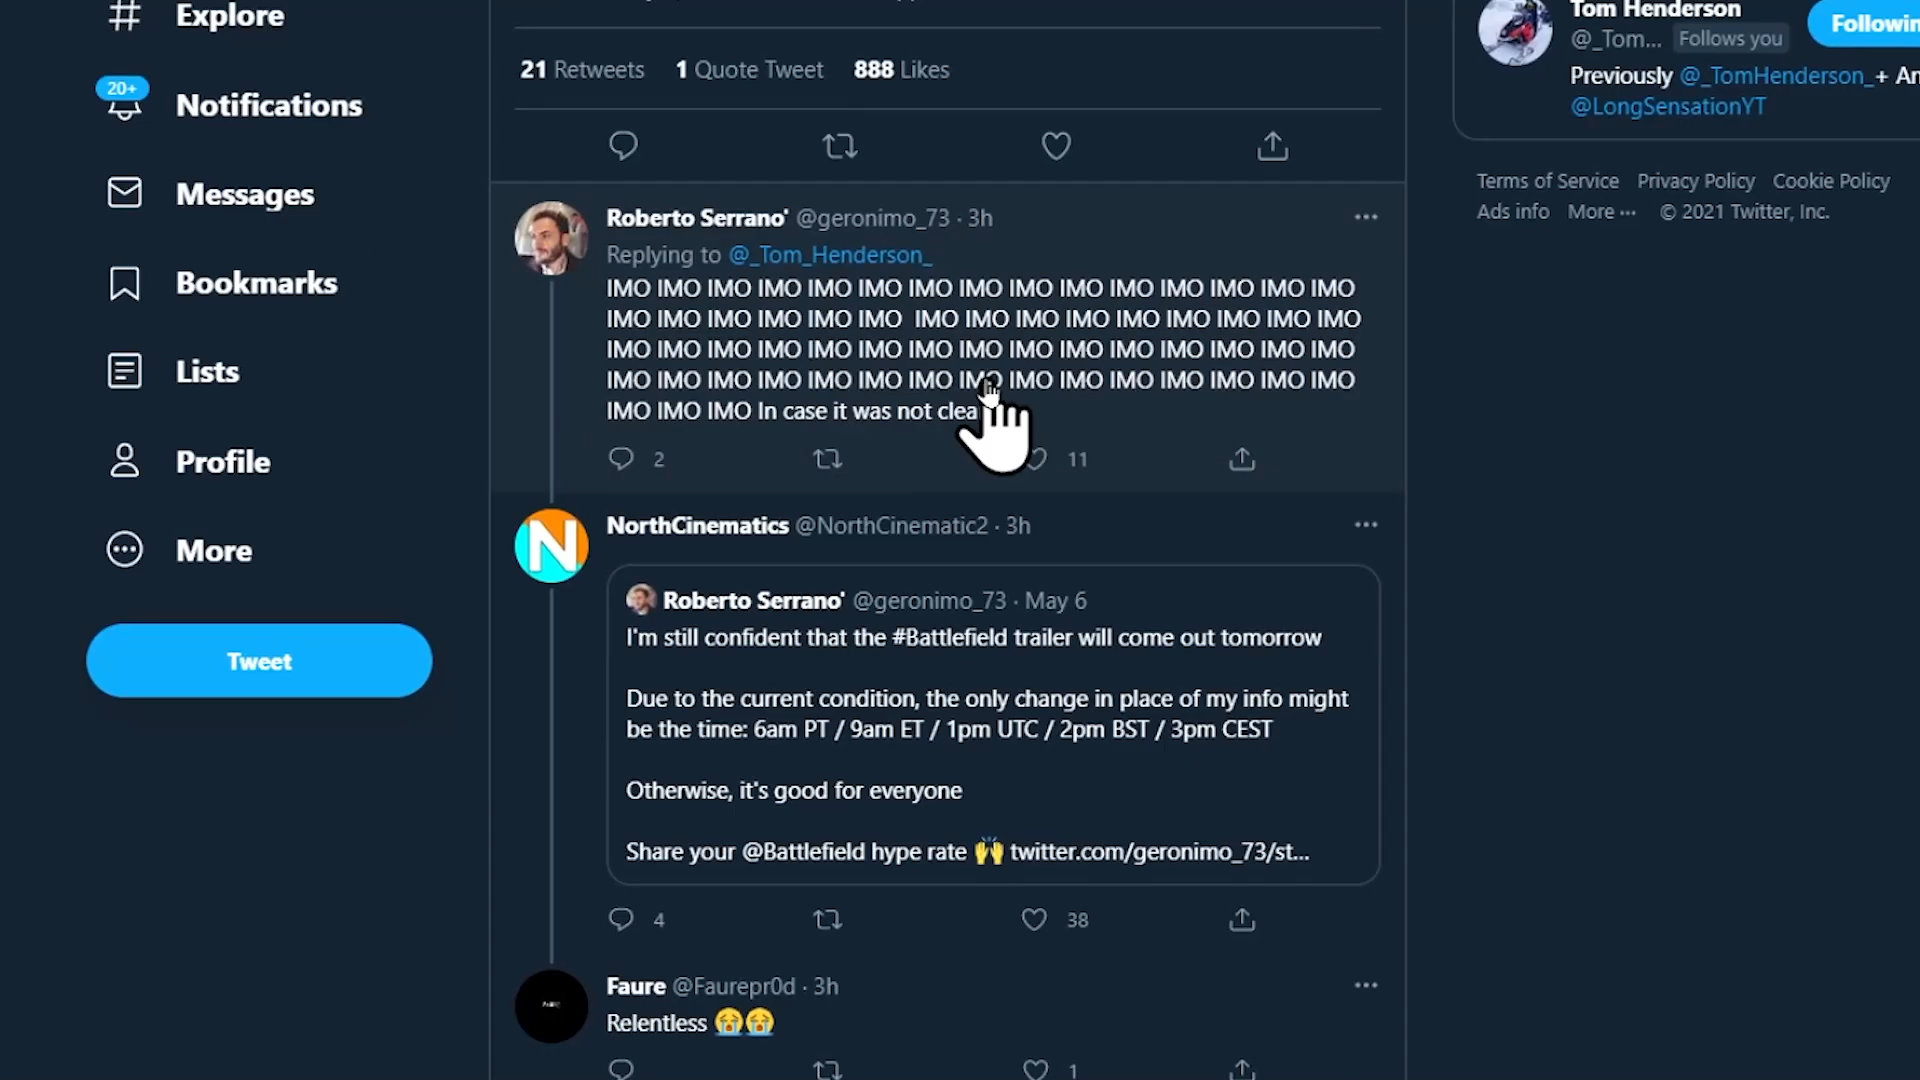 Explore
20+
Notifications
Messages
Bookmarks
Lists
Profile
More
Tweet
21 Retweets 1 Quote Tweet 888 Likes
Roberto Serrano' @geronimo_73 · 3h
Replying to @_Tom_Henderson_
IMO IMO IMO IMO IMO IMO IMO IMO IMO IMO IMO IMO IMO IMO IMO
IMO IMO IMO IMO IMO IMO IMO IMO IMO IMO IMO IMO IMO IMO IMO
IMO IMO IMO IMO IMO IMO IMO IMO IMO IMO IMO IMO IMO IMO IMO
IMO IMO IMO IMO IMO IMO IMO IMO IMO IMO IMO IMO IMO IMO IMO
IMO IMO IMO In case it was not clea
2 11
NorthCinematics @NorthCinematic2 · 3h
N
Roberto Serrano' @geronimo_73 · May 6
I'm still confident that the #Battlefield trailer will come out tomorrow
Due to the current condition, the only change in place of my info might
be the time: 6am PT / 9am ET / 1pm UTC / 2pm BST / 3pm CEST
Otherwise, it's good for everyone
Share your @Battlefield hype rate 🙌 twitter.com/geronimo_73/st...
4 38
Faure @Faurepr0d · 3h
Relentless 😭😭
1
Tom Henderson
@_Tom... Follows you
Followin
Previously @_TomHenderson_+ An
@LongSensationYT
Terms of Service Privacy Policy Cookie Policy
Ads info More ··· © 2021 Twitter, Inc.